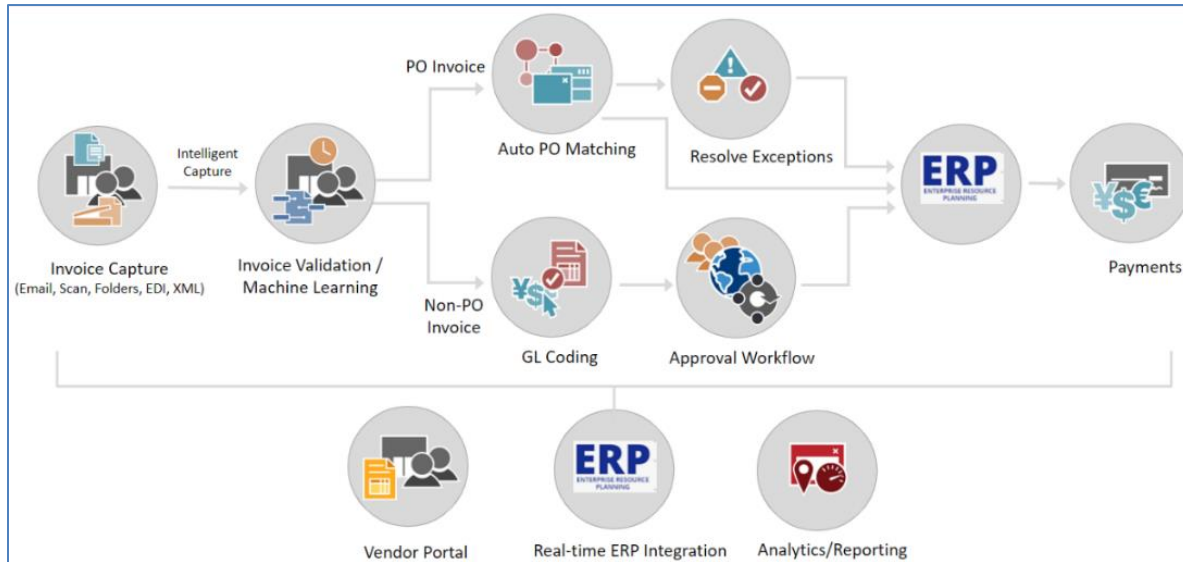 PO Invoice
Auto PO Matching
Resolve Exceptions
Intelligent
Capture
Invoice Capture
(Email, Scan, Folders, EDI, XML)
Invoice Validation /
Machine Learning
ERP
ENTERPRISE RESOURCE
PLANNING
Payments
Non-PO
Invoice
¥$
GL Coding
Approval Workflow
¥$€
Vendor Portal
ERP
ENTERPRISE RESOURCE
PLANNING
Real-time ERP Integration
Analytics/Reporting